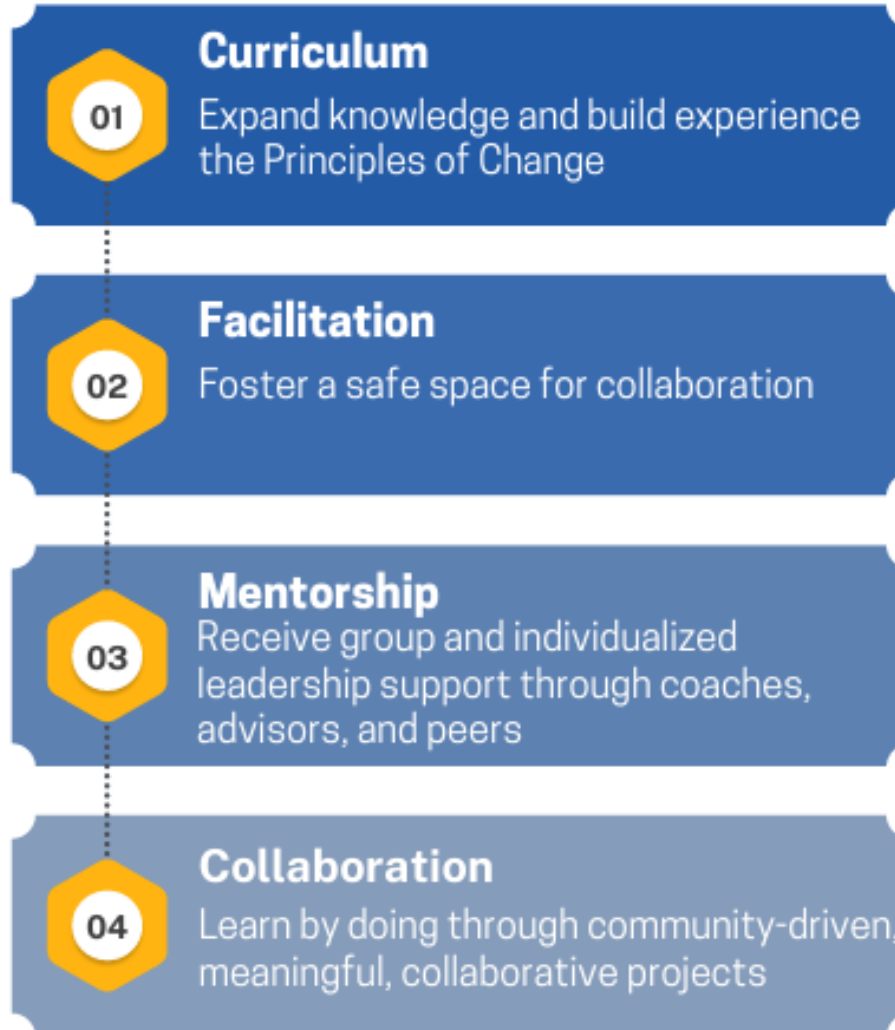 01
Curriculum
Expand knowledge and build experience
the Principles of Change
02
Facilitation
Foster a safe space for collaboration
03
Mentorship
Receive group and individualized
leadership support through coaches,
advisors, and peers
04
Collaboration
Learn by doing through community-driven,
meaningful, collaborative projects